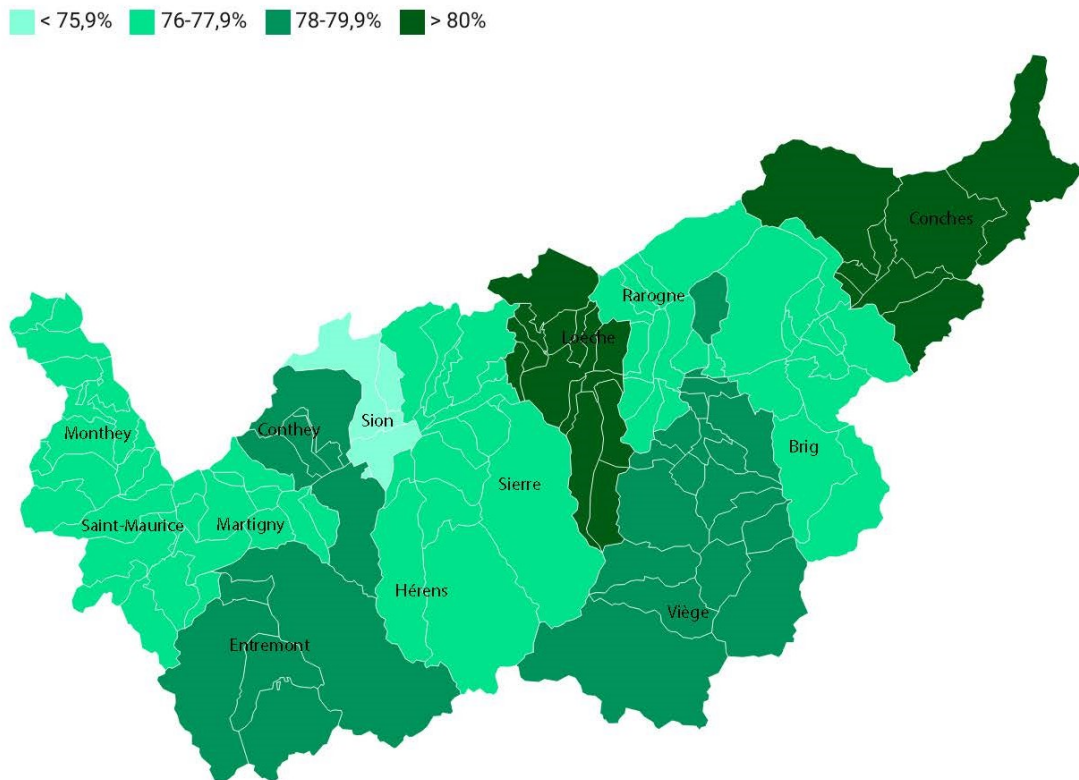 < 75,9% 76-77,9% 78-79,9% > 80%
Conches
Rarogne
Loèche
Sion
Conthey
Monthey
Brig
Sierre
Saint-Maurice
Martigny
Hérens
Viège
Entremont